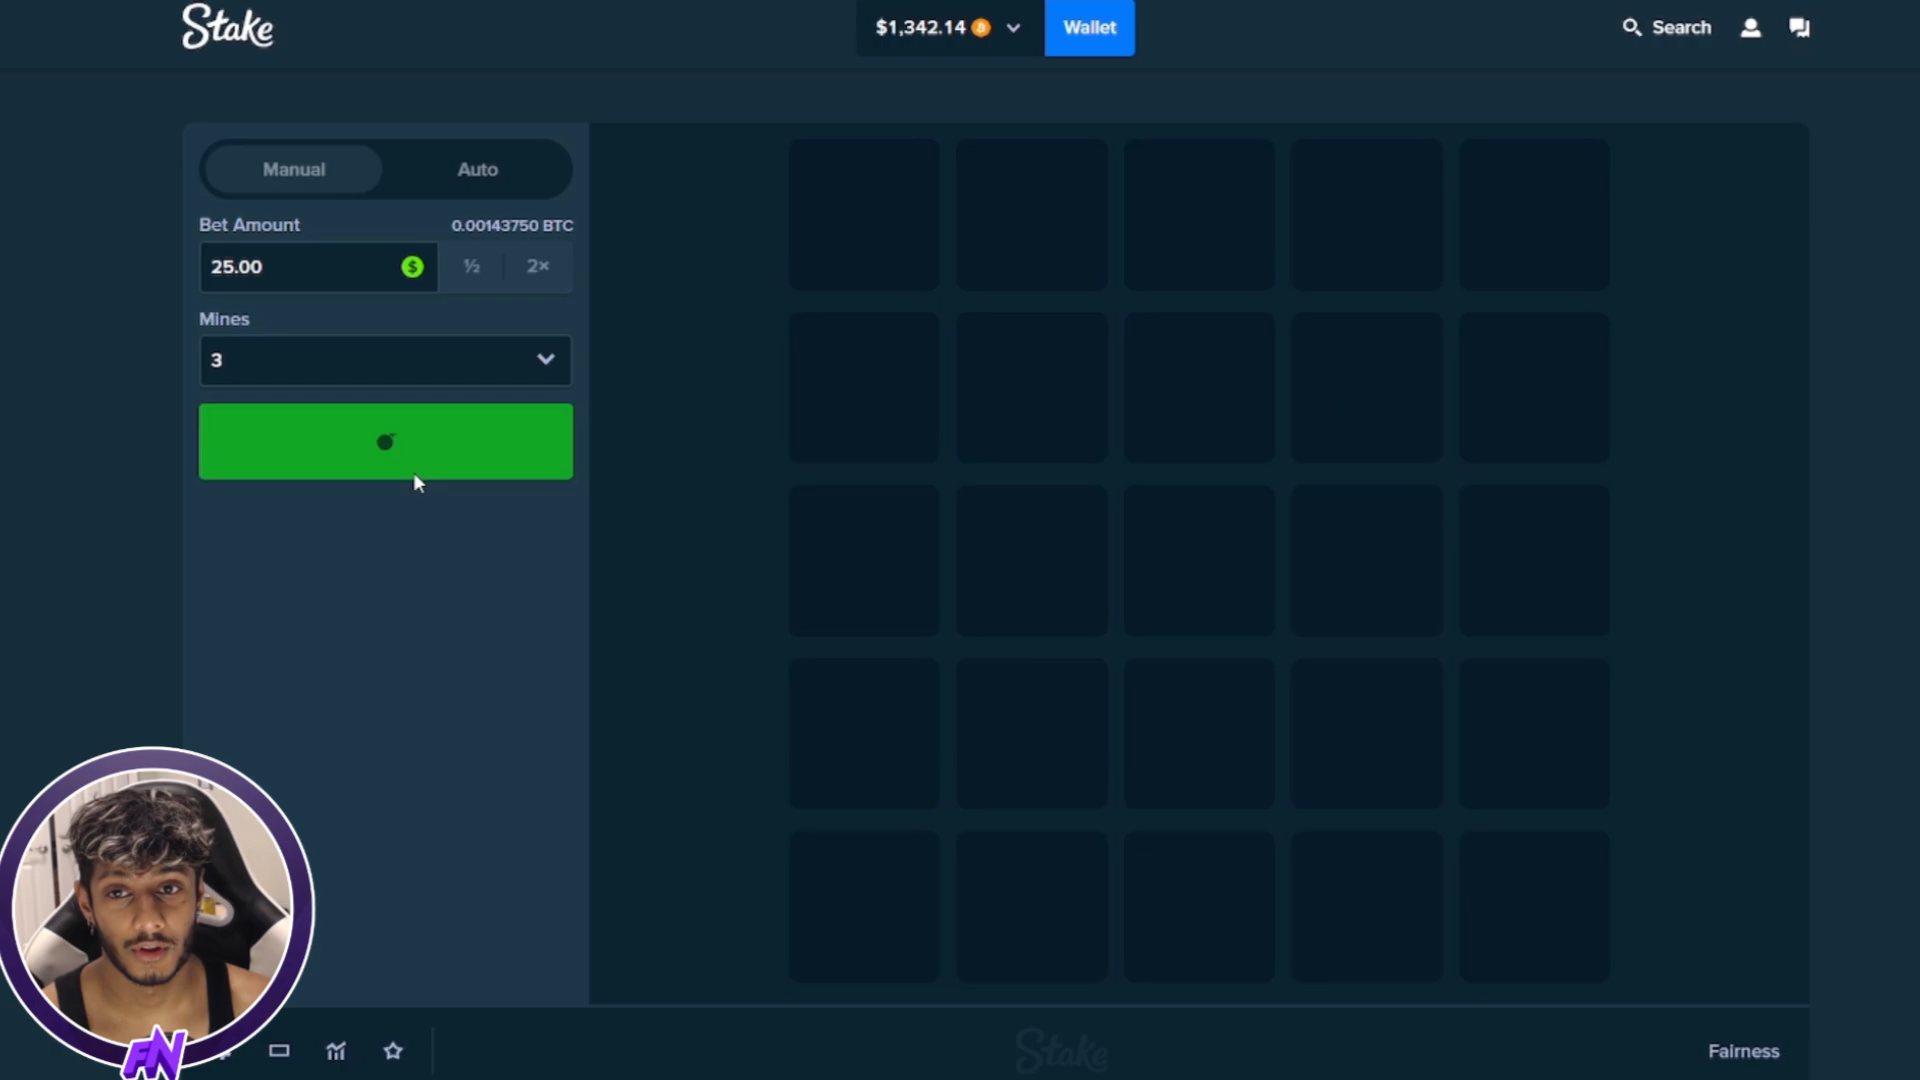 Stake
$1,342.14
Wallet
Search
Manual
Auto
Bet Amount
0.00143750 BTC
25.00
$
½
2×
Mines
3
FN
Stake
Fairness